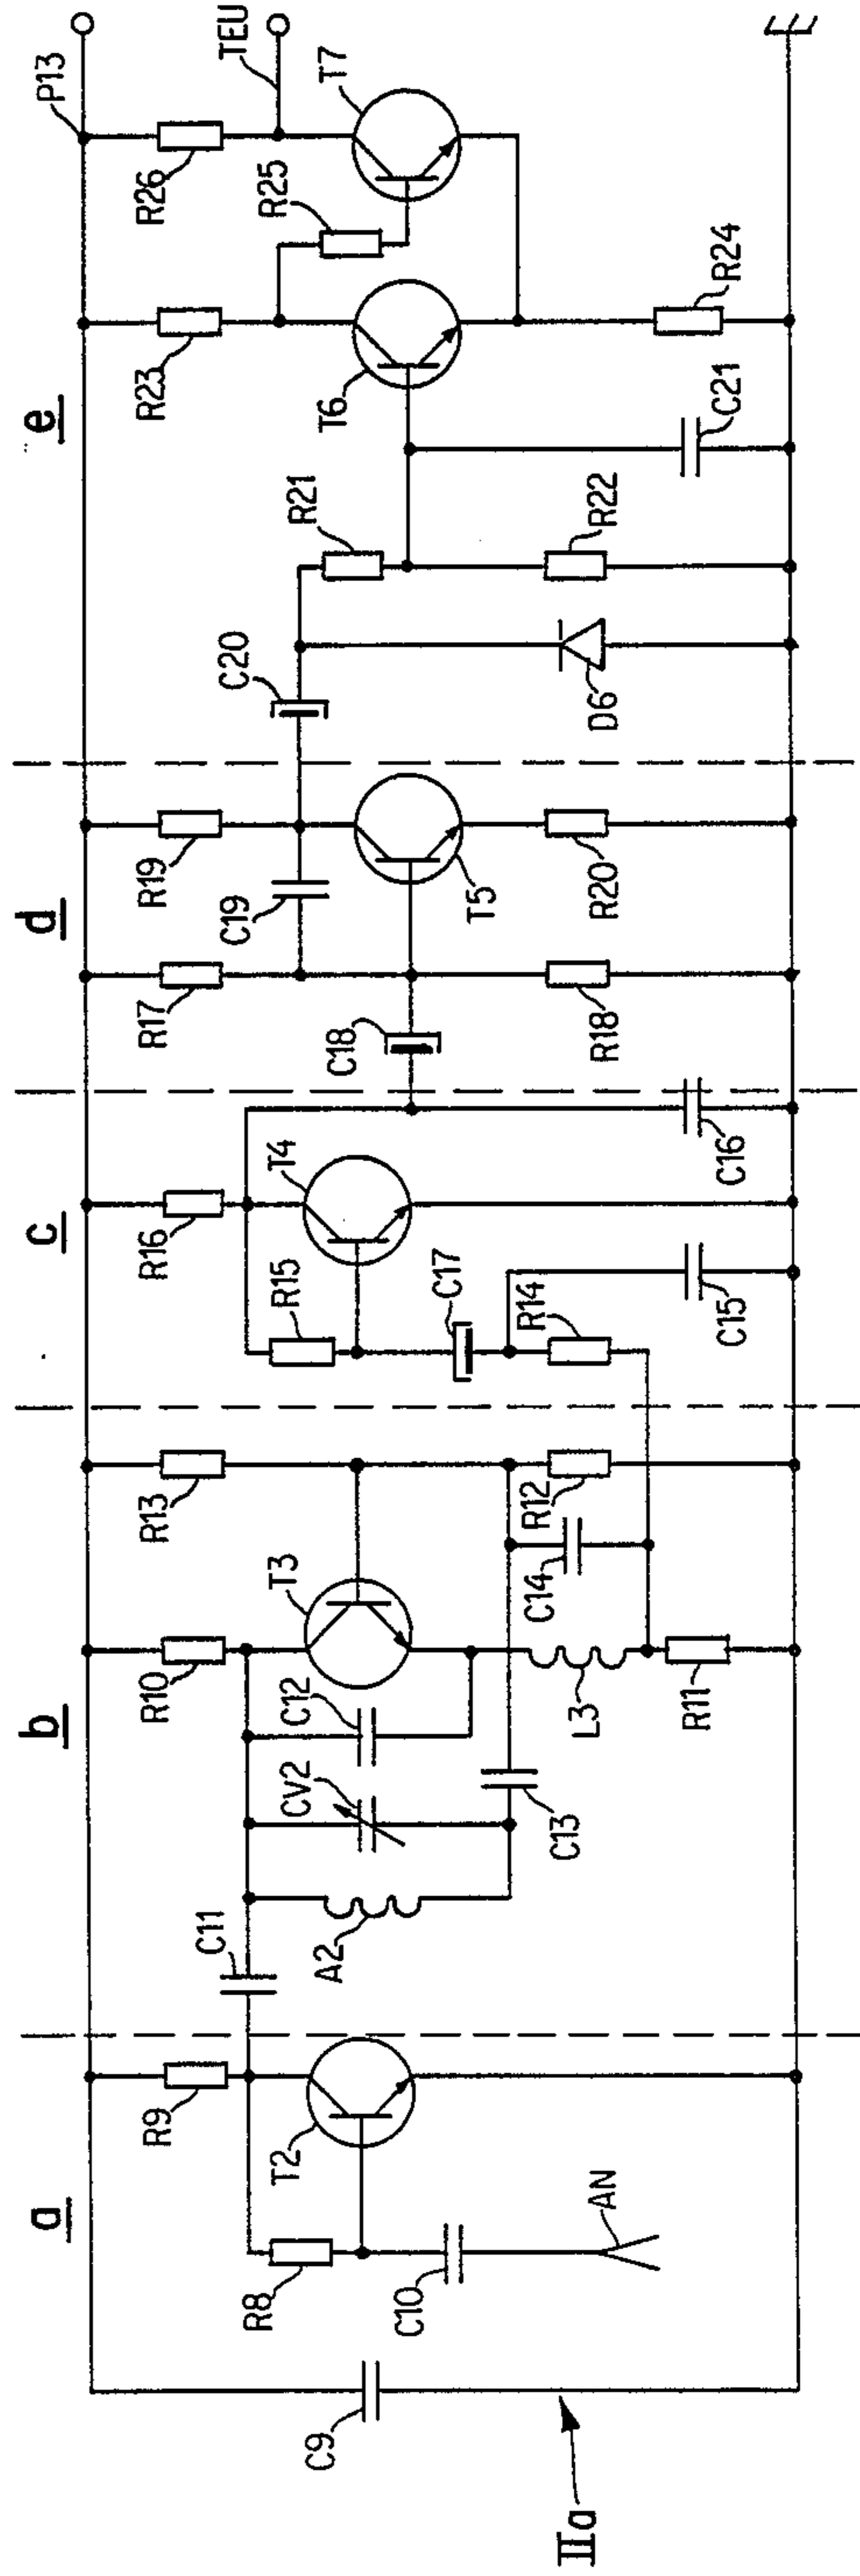 a
b
c
d
e
P13
TEU
R9
R10
R13
R16
R17
R19
R23
R26
C11
C19
C20
R25
R8
T2
A2
CV2
C12
T3
R15
T4
C18
T5
R21
T6
T7
C9
C10
AN
C13
L3
C14
R12
C17
R14
R18
R20
D6
R22
R24
R11
C15
C16
C21
IIa